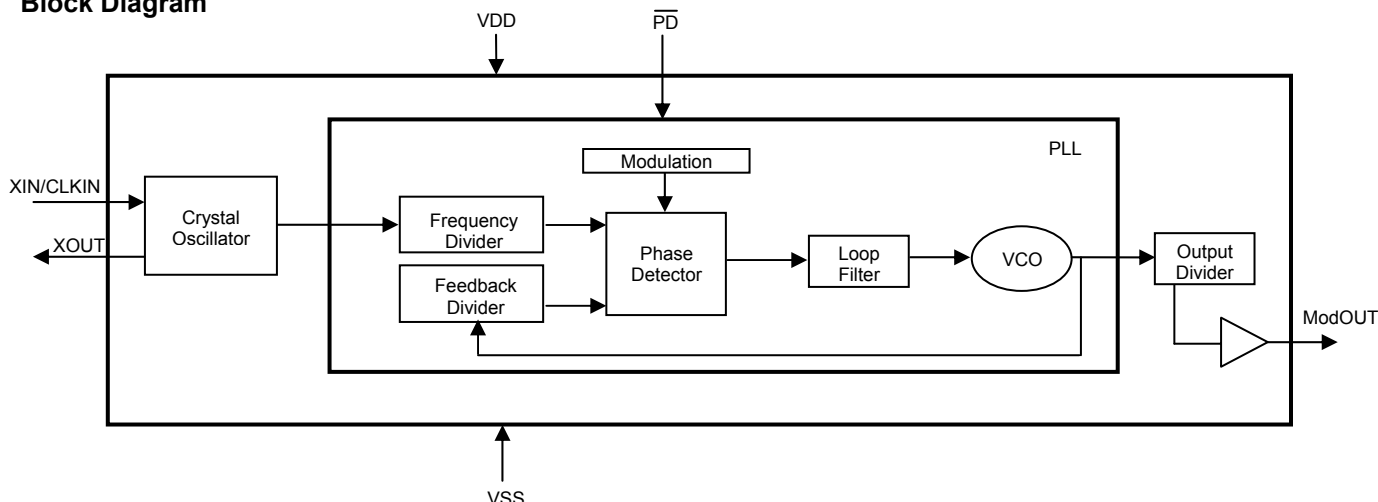 Block Diagram
VDD
PD
PLL
Modulation
XIN/CLKIN
XOUT
Crystal
Oscillator
Frequency
Divider
Feedback
Divider
Phase
Detector
Loop
Filter
VCO
Output
Divider
ModOUT
VSS